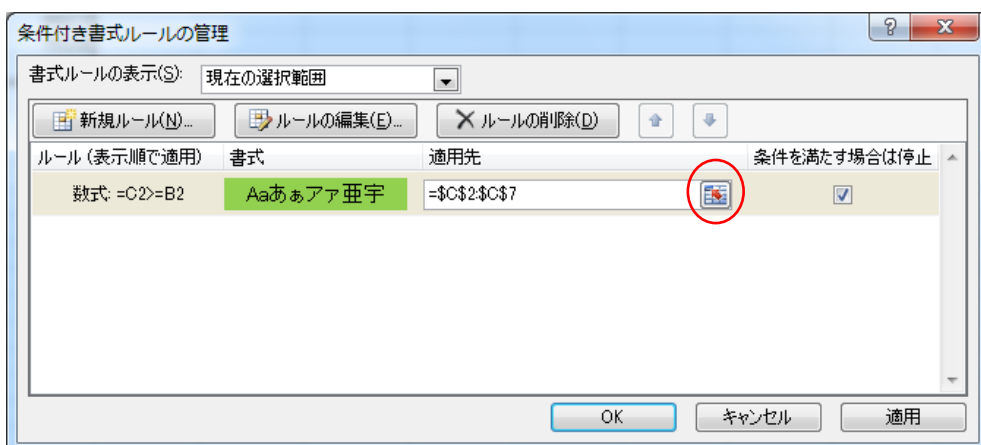 条件付き書式ルールの管理
書式ルールの表示(S): 現在の選択範囲
新規ルール(N)... ルールの編集(E)... ルールの削除(D)
ルール (表示順で適用) 書式 適用先 条件を満たす場合は停止
数式: =C2>=B2 Aaあぁアァ亜宇 =$C$2:$C$7
OK キャンセル 適用